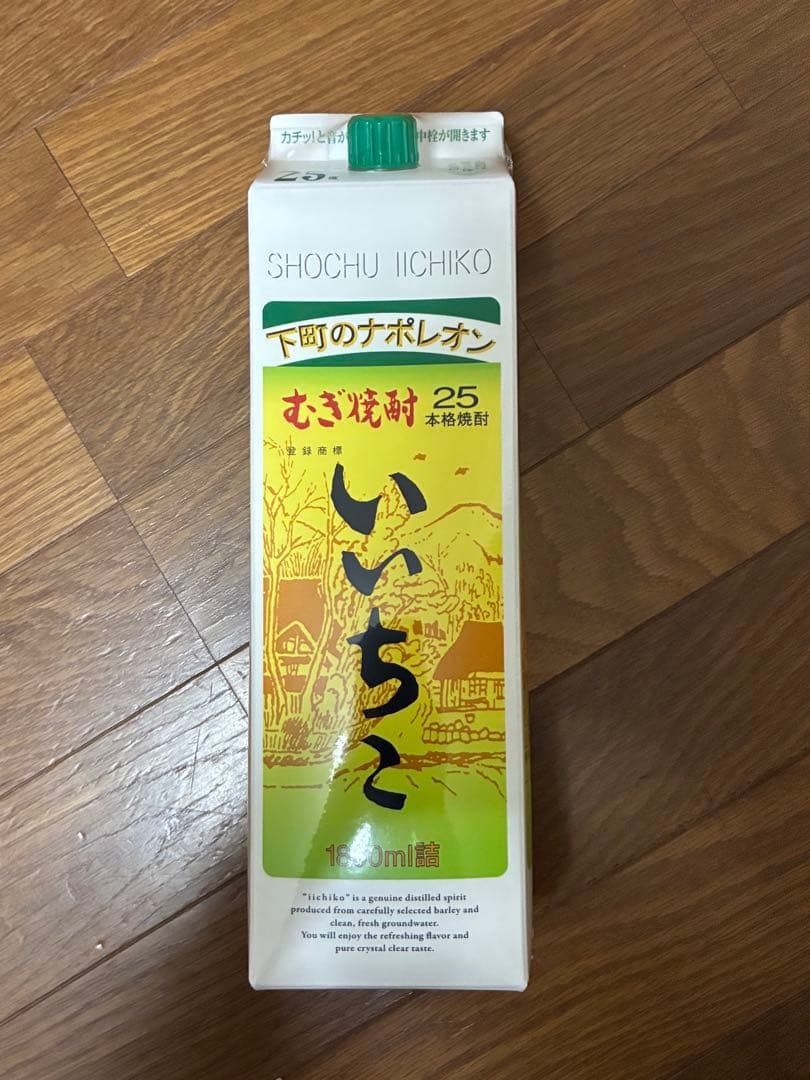 カチッ!と音が 中栓が開きます
25度
SHOCHU IICHIKO
下町のナポレオン
むぎ焼酎 25
本格焼酎
登録商標
いいちこ
1800ml詰
"iichiko" is a genuine distilled spirit
produced from carefully selected barley and
clean, fresh groundwater.
You will enjoy the refreshing flavor and
pure crystal clear taste.